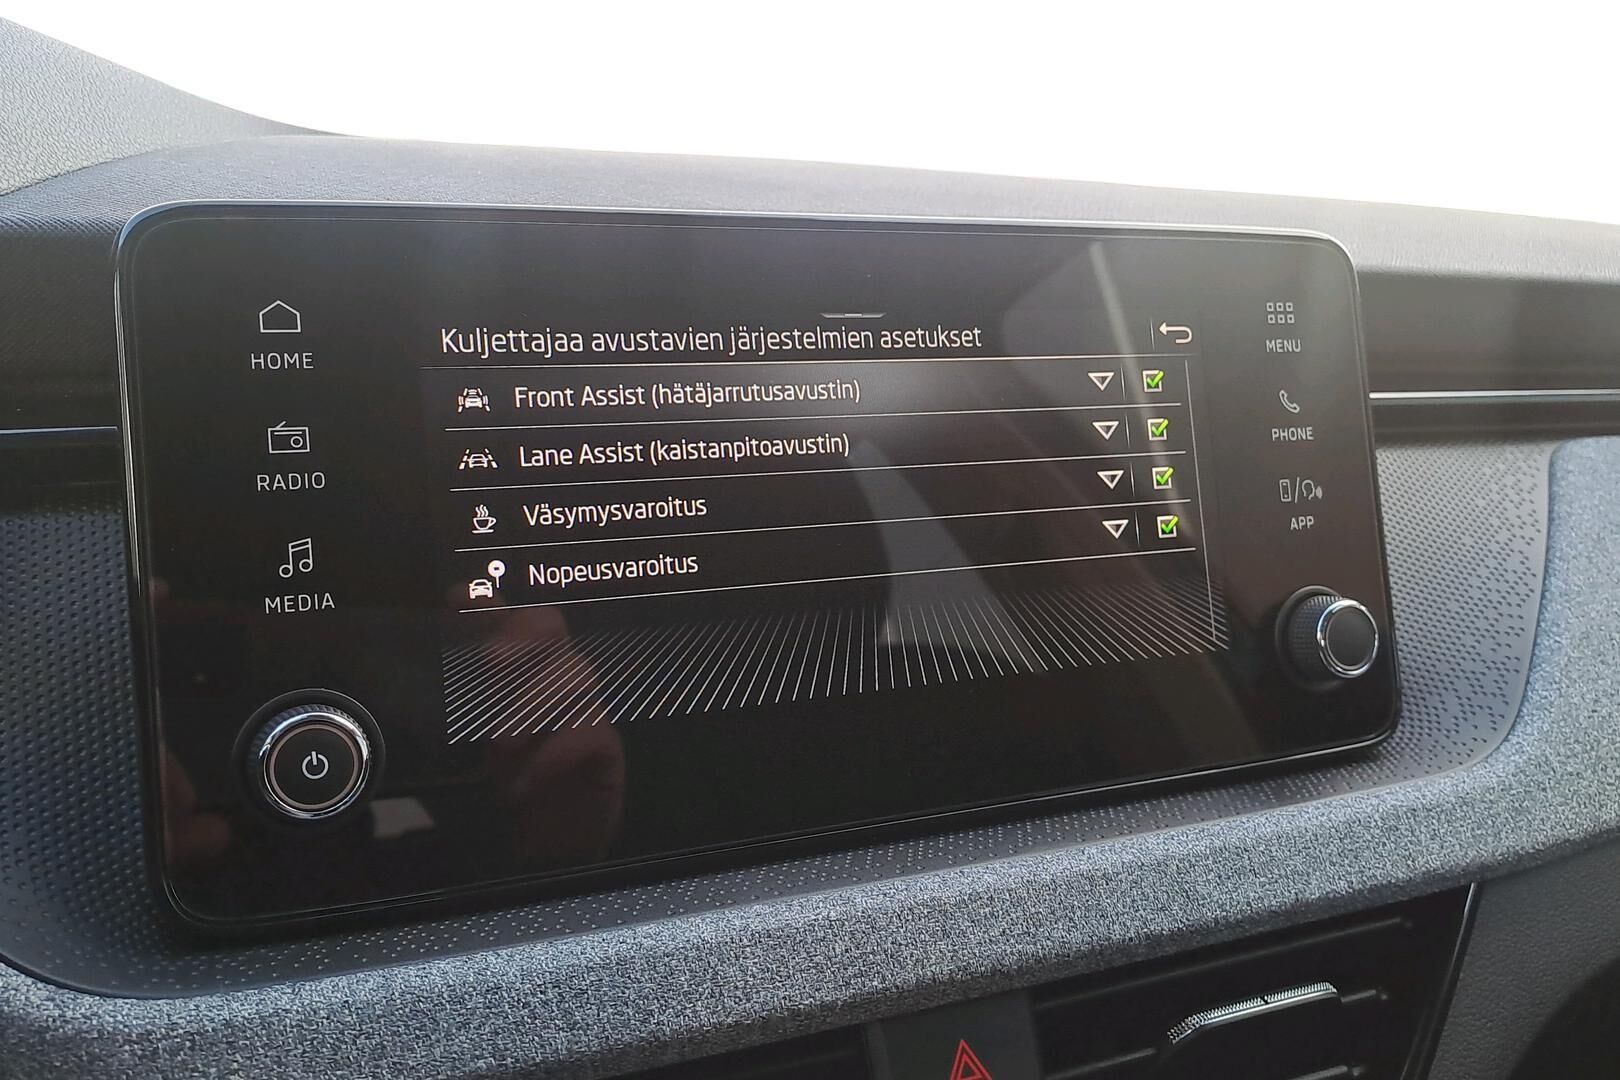 HOME
RADIO
MEDIA
Kuljettajaa avustavien järjestelmien asetukset
Front Assist (hätäjarrutusavustin)
Lane Assist (kaistanpitoavustin)
Väsymysvaroitus
Nopeusvaroitus
MENU
PHONE
APP